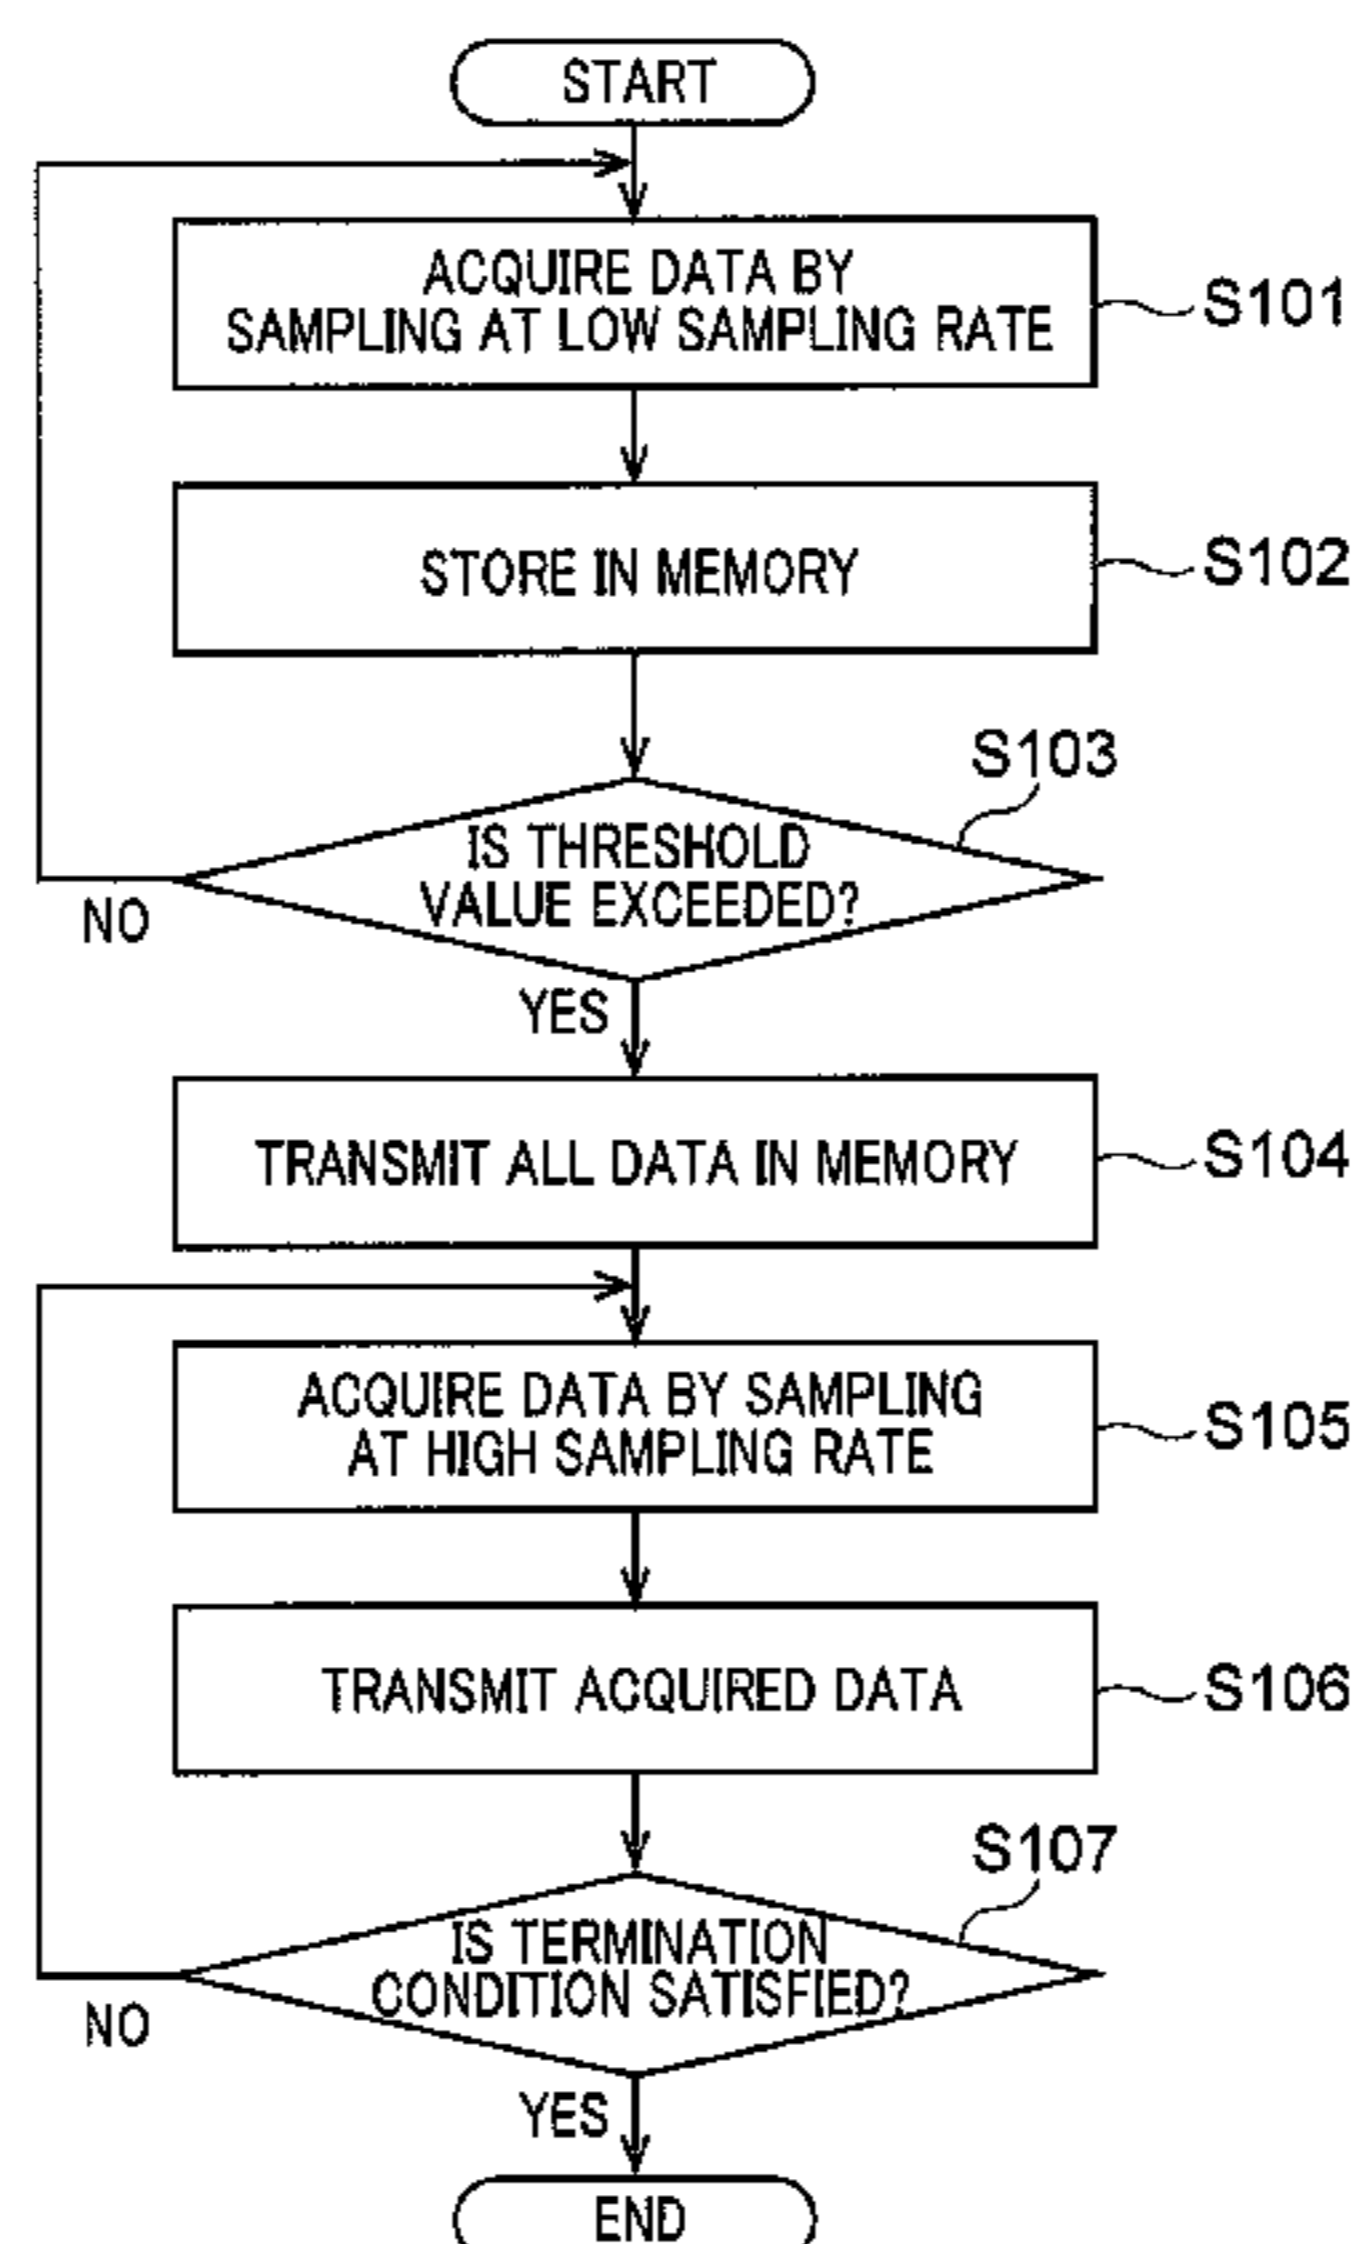 START
ACQUIRE DATA BY
SAMPLING AT LOW SAMPLING RATE
S101
STORE IN MEMORY
S102
S103
IS THRESHOLD
VALUE EXCEEDED?
NO
YES
TRANSMIT ALL DATA IN MEMORY
S104
ACQUIRE DATA BY SAMPLING
AT HIGH SAMPLING RATE
S105
TRANSMIT ACQUIRED DATA
S106
S107
IS TERMINATION
CONDITION SATISFIED?
NO
YES
END